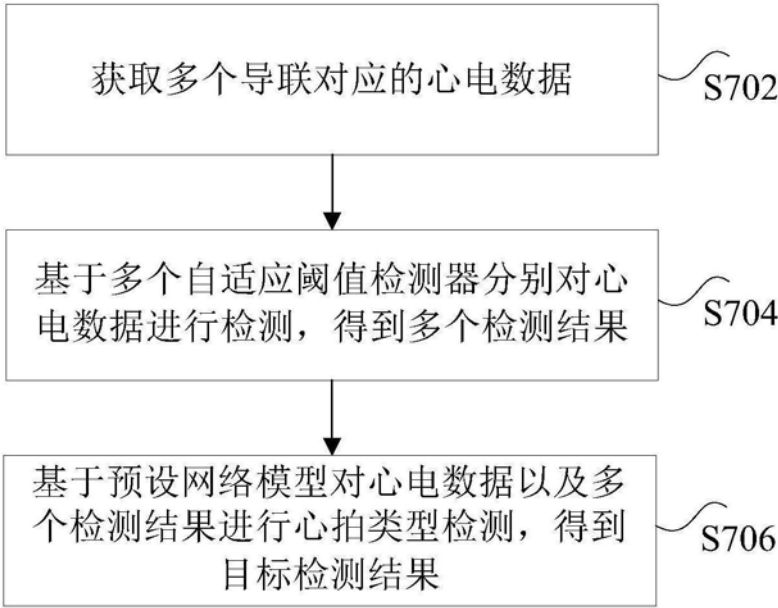 获取多个导联对应的心电数据
S702
基于多个自适应阈值检测器分别对心
电数据进行检测，得到多个检测结果
S704
基于预设网络模型对心电数据以及多
个检测结果进行心拍类型检测，得到
目标检测结果
S706